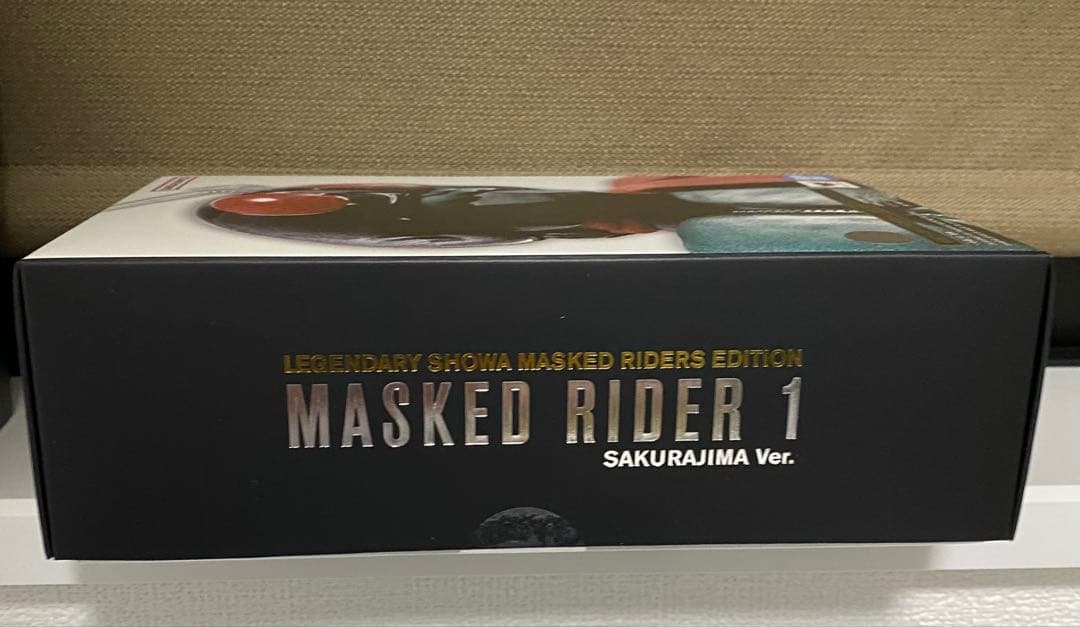 LEGENDARY SHOWA MASKED RIDERS EDITION
MASKED RIDER 1
SAKURAJIMA Ver.